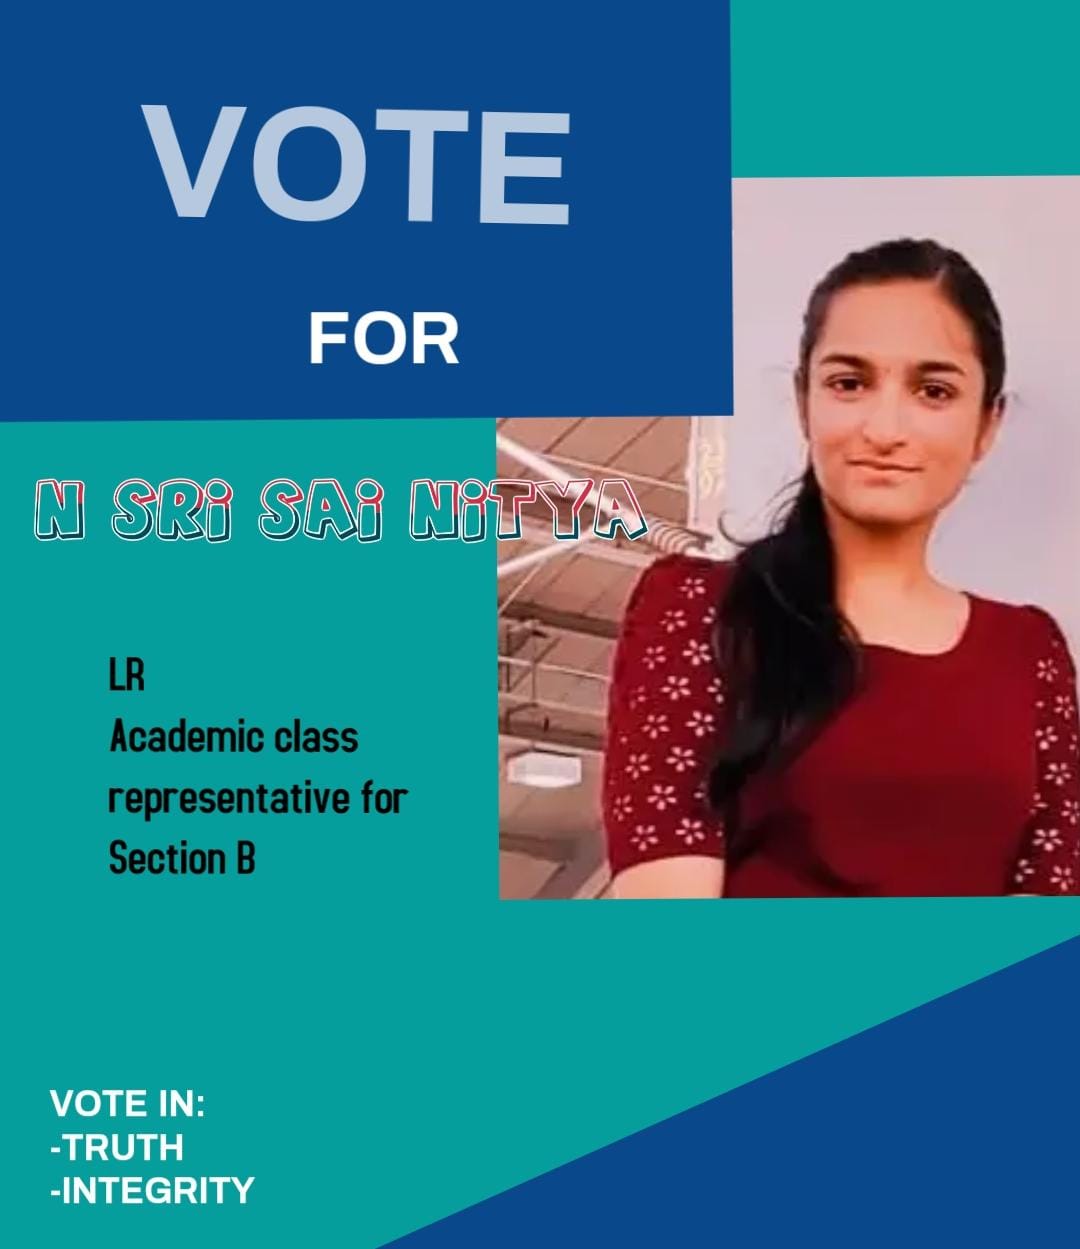 VOTE
FOR
N SRi SAi NiTYA
LR
Academic class
representative for
Section B
VOTE IN:
-TRUTH
-INTEGRITY